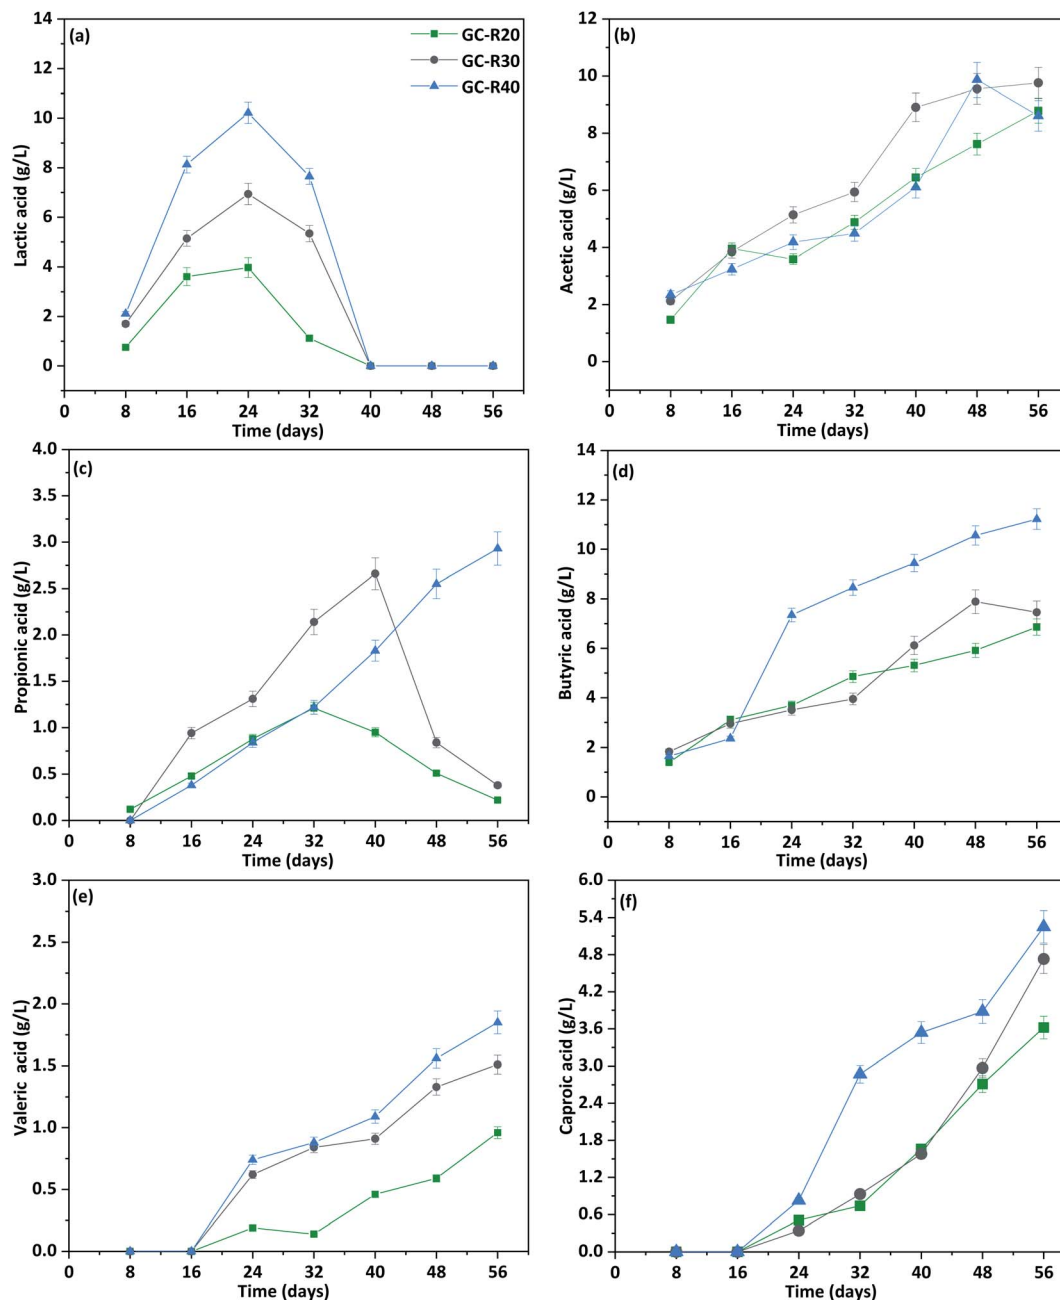 (a)
GC-R20
GC-R30
GC-R40
14
12
10
8
6
4
2
0
Lactic acid (g/L)
0 8 16 24 32 40 48 56
Time (days)
(b)
12
10
8
6
4
2
0
Acetic acid (g/L)
0 8 16 24 32 40 48 56
Time (days)
(c)
4.0
3.5
3.0
2.5
2.0
1.5
1.0
0.5
0.0
Propionic acid (g/L)
0 8 16 24 32 40 48 56
Time (days)
(d)
14
12
10
8
6
4
2
0
Butyric acid (g/L)
0 8 16 24 32 40 48 56
Time (days)
(e)
3.0
2.5
2.0
1.5
1.0
0.5
0.0
Valeric acid (g/L)
0 8 16 24 32 40 48 56
Time (days)
(f)
6.0
5.4
4.8
4.2
3.6
3.0
2.4
1.8
1.2
0.6
0.0
Caproic acid (g/L)
0 8 16 24 32 40 48 56
Time (days)